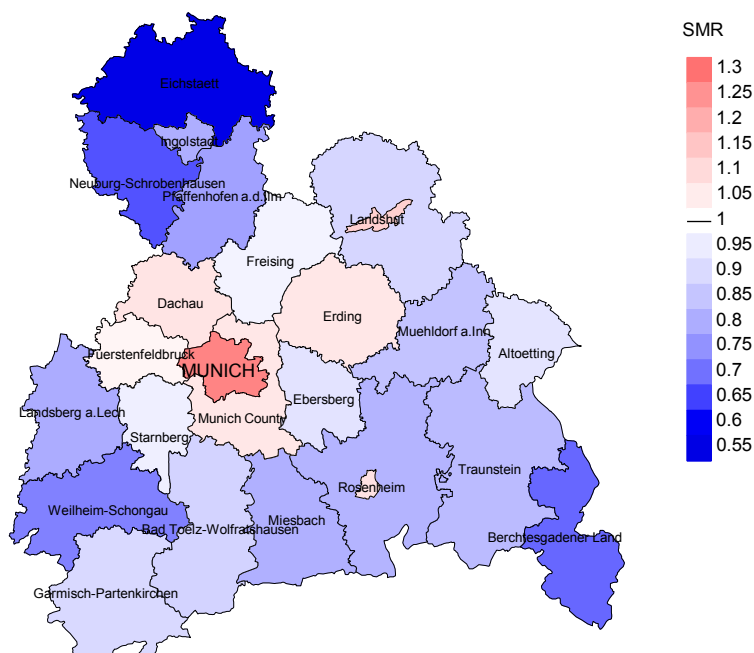 SMR
1.3
1.25
1.2
1.15
1.1
1.05
1
0.95
0.9
0.85
0.8
0.75
0.7
0.65
0.6
0.55
Eichstaett
Ingolstadt
Neuburg-Schrobenhausen
Pfaffenhofen a.d.Ilm
Landshut
Freising
Dachau
Erding
Muehldorf a.Inn
Altoetting
Fuerstenfeldbruck
MUNICH
Ebersberg
Landsberg a.Lech
Munich County
Starnberg
Traunstein
Rosenheim
Weilheim-Schongau
Miesbach
Bad Toelz-Wolfratshausen
Berchtesgadener Land
Garmisch-Partenkirchen